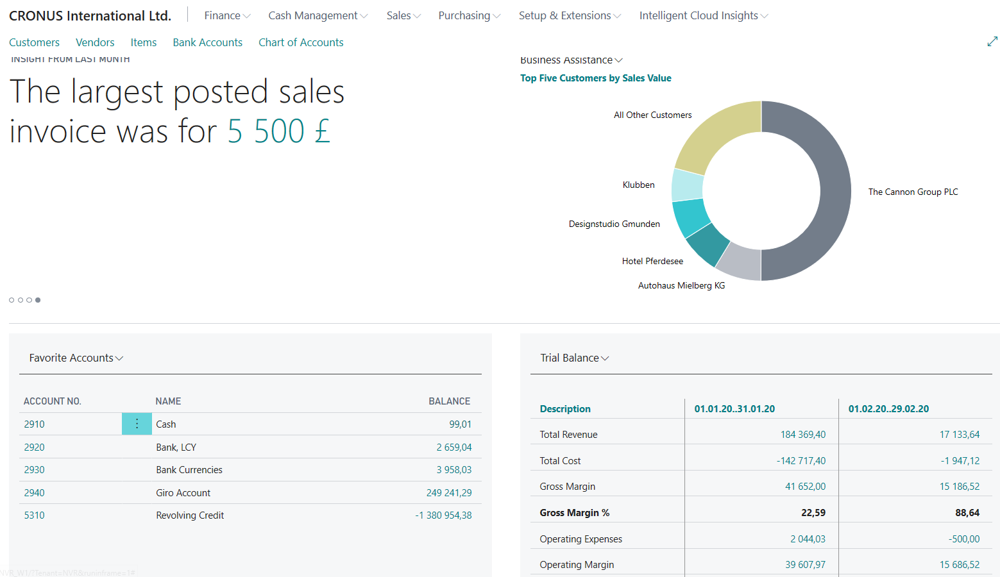 CRONUS International Ltd. Finance Cash Management Sales Purchasing Setup & Extensions Intelligent Cloud Insights
Customers Vendors Items Bank Accounts Chart of Accounts
INSIGHT FROM LAST MONTH
The largest posted sales
invoice was for 5 500 £
Business Assistance
Top Five Customers by Sales Value
All Other Customers
Klubben
The Cannon Group PLC
Designstudio Gmunden
Hotel Pferdesee
Autohaus Mielberg KG
Favorite Accounts
ACCOUNT NO. NAME BALANCE
2910 Cash 99,01
2920 Bank, LCY 2 659,04
2930 Bank Currencies 3 958,03
2940 Giro Account 249 241,29
5310 Revolving Credit -1 380 954,38
Trial Balance
Description 01.01.20..31.01.20 01.02.20..29.02.20
Total Revenue 184 369,40 17 133,64
Total Cost -142 717,40 -1 947,12
Gross Margin 41 652,00 15 186,52
Gross Margin % 22,59 88,64
Operating Expenses 2 044,03 -500,00
Operating Margin 39 607,97 15 686,52
NVR_W1/?Tenant=NVR&runinframe=1#